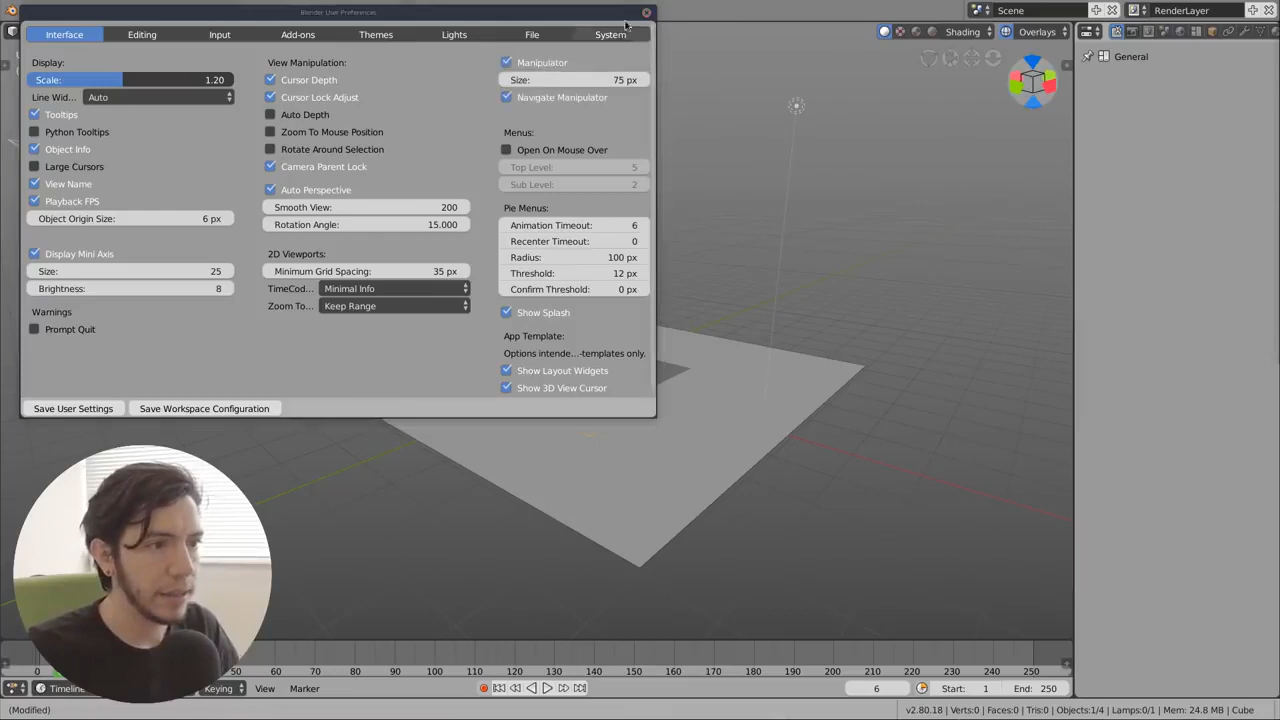 Blender User Preferences
Scene
RenderLayer
Interface
Editing
Input
Add-ons
Themes
Lights
File
System
Shading
Overlays
General
Display:
Scale: 1.20
Line Wid... Auto
Tooltips
Python Tooltips
Object Info
Large Cursors
View Name
Playback FPS
Object Origin Size: 6 px
Display Mini Axis
Size: 25
Brightness: 8
Warnings
Prompt Quit
View Manipulation:
Cursor Depth
Cursor Lock Adjust
Auto Depth
Zoom To Mouse Position
Rotate Around Selection
Camera Parent Lock
Auto Perspective
Smooth View: 200
Rotation Angle: 15.000
2D Viewports:
Minimum Grid Spacing: 35 px
TimeCod... Minimal Info
Zoom To... Keep Range
Manipulator
Size: 75 px
Navigate Manipulator
Menus:
Open On Mouse Over
Top Level: 5
Sub Level: 2
Pie Menus:
Animation Timeout: 6
Recenter Timeout: 0
Radius: 100 px
Threshold: 12 px
Confirm Threshold: 0 px
Show Splash
App Template:
Options intende...-templates only.
Show Layout Widgets
Show 3D View Cursor
Save User Settings
Save Workspace Configuration
0 50 60 70 80 90 100 110 120 130 140 150 160 170 180 190 200 210 220 230 240 250
Timeline
Keying
View
Marker
6
Start: 1
End: 250
(Modified)
v2.80.18 | Verts:0 | Faces:0 | Tris:0 | Objects:1/4 | Lamps:0/1 | Mem: 24.8 MB | Cube